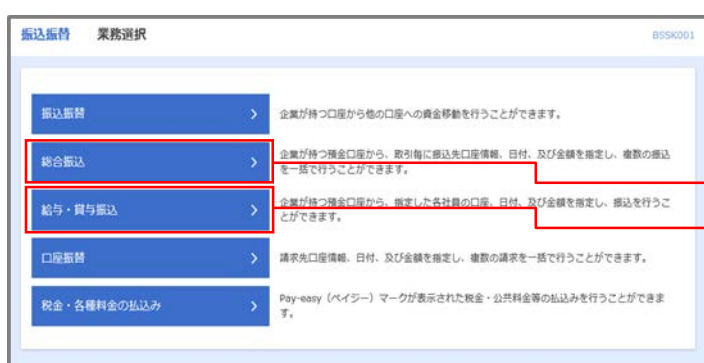 振込振替 業務選択 BSSK001
振込振替 企業が持つ口座から他の口座への資金移動を行うことができます。
総合振込 企業が持つ預金口座から、取引毎に振込先口座情報、日付、及び金額を指定し、複数の振込
を一括で行うことができます。
給与・賞与振込 企業が持つ預金口座から、指定した各社員の口座、日付、及び金額を指定し、振込を行うこ
とができます。
口座振替 請求先口座情報、日付、及び金額を指定し、複数の請求を一括で行うことができます。
税金・各種料金の払込み Pay-easy（ペイジー）マークが表示された税金・公共料金等の払込みを行うことができま
す。